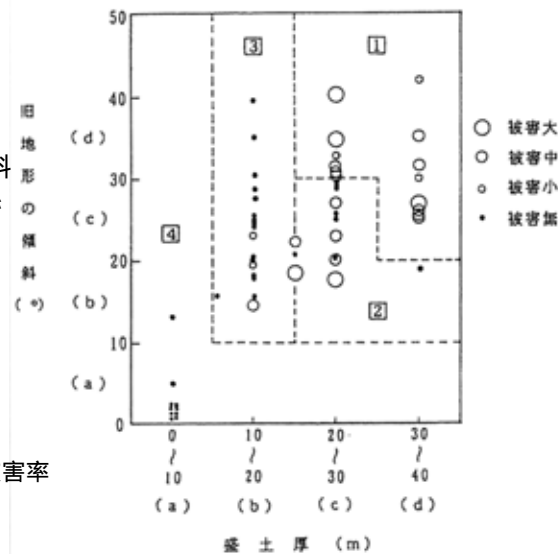 50
40
30
20
10
0
旧地形の傾斜(°)
(d)
(c)
(b)
(a)
料
害率
1
3
4
2
被害大
被害中
被害小
被害無
0 10 20 30
~ ~ ~ ~
10 20 30 40
(a) (b) (c) (d)
盛土厚 (m)